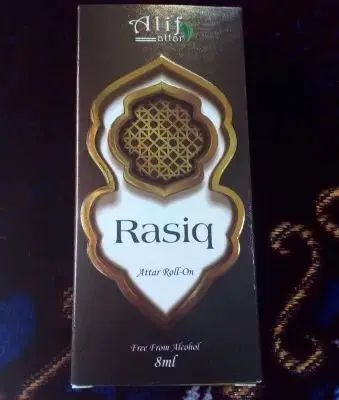 Alif
attar
Rasiq
Attar Roll-On
Free From Alcohol
8ml